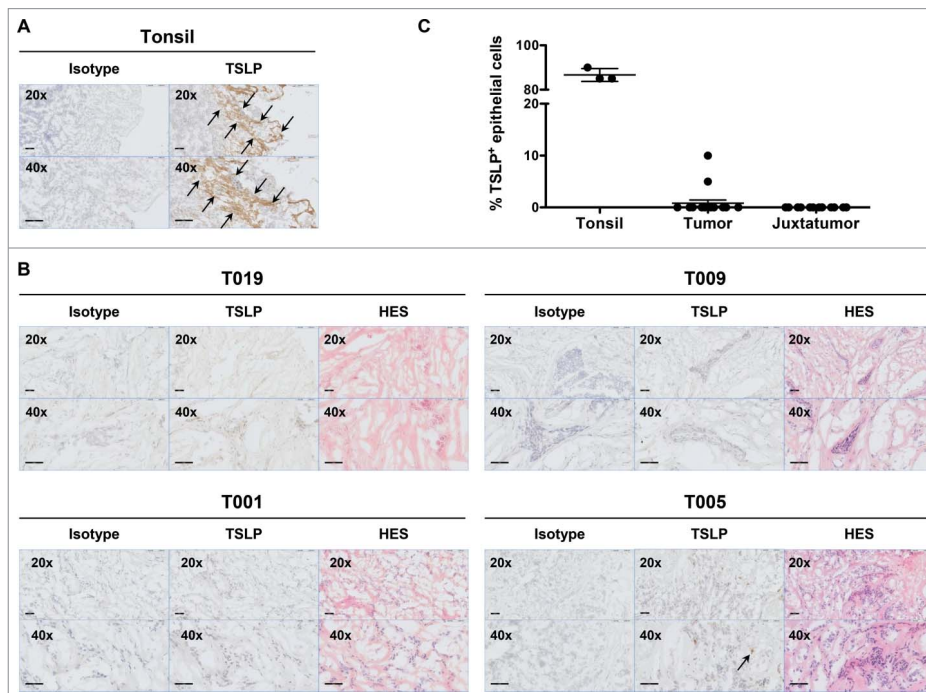 A
Tonsil
Isotype TSLP
20x 20x
40x 40x
C
% TSLP+ epithelial cells
100
80
20
10
0
Tonsil Tumor Juxtatumor
B
T019
Isotype TSLP HES
20x 20x 20x
40x 40x 40x
T009
Isotype TSLP HES
20x 20x 20x
40x 40x 40x
T001
Isotype TSLP HES
20x 20x 20x
40x 40x 40x
T005
Isotype TSLP HES
20x 20x 20x
40x 40x 40x